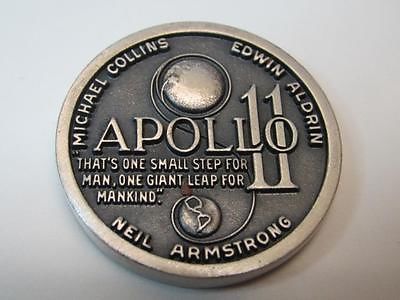 MICHAEL COLLINS
EDWIN ALDRIN
APOLLO 11
"THAT'S ONE SMALL STEP FOR
MAN, ONE GIANT LEAP FOR
MANKIND."
NEIL ARMSTRONG